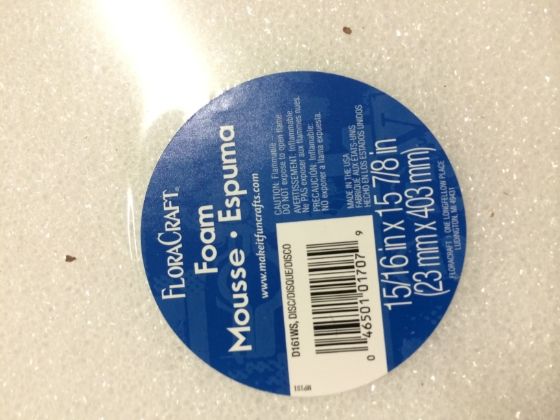 FLORACRAFT
Foam
Mousse • Espuma
www.makeitfuncrafts.com
CAUTION: Flammable.
DO NOT expose to open flame.
AVERTISSEMENT: Inflammable.
Ne PAS exposer aux flammes nues.
PRECAUCIÓN: Inflamable.
NO exponer a llama expuesta.
MADE IN THE USA
FABRIQUÉ AUX ÉTATS-UNIS
HECHO EN LOS ESTADOS UNIDOS
15/16 in x 15-7/8 in
(23 mm x 403 mm)
FLORACRAFT | ONE LONGFELLOW PLACE
LUDINGTON, MI 49431
D161WS, DISC/DISQUE/DISCO
0 46501 01707 9